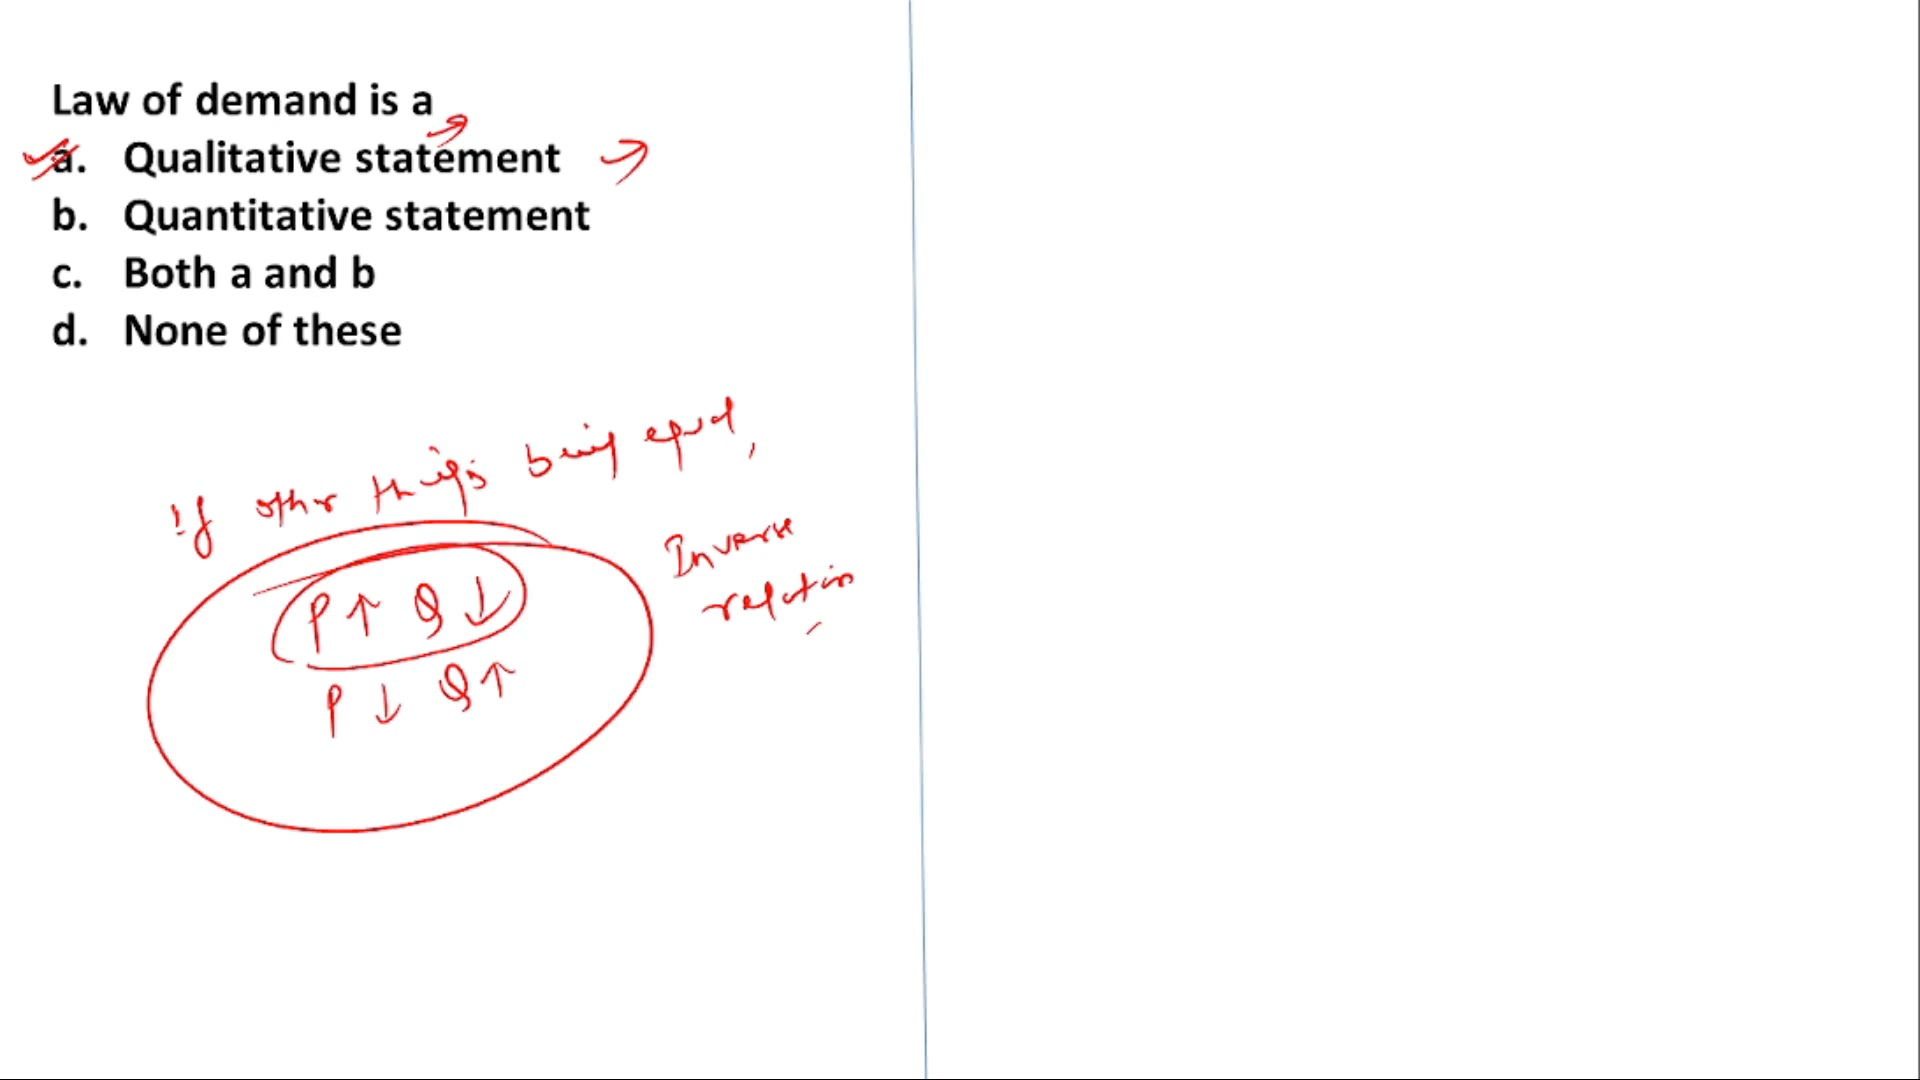 Law of demand is a
a. Qualitative statement
b. Quantitative statement
c. Both a and b
d. None of these
if other things being equal,
Inverse
relation
P↑ Q↓
P↓ Q↑